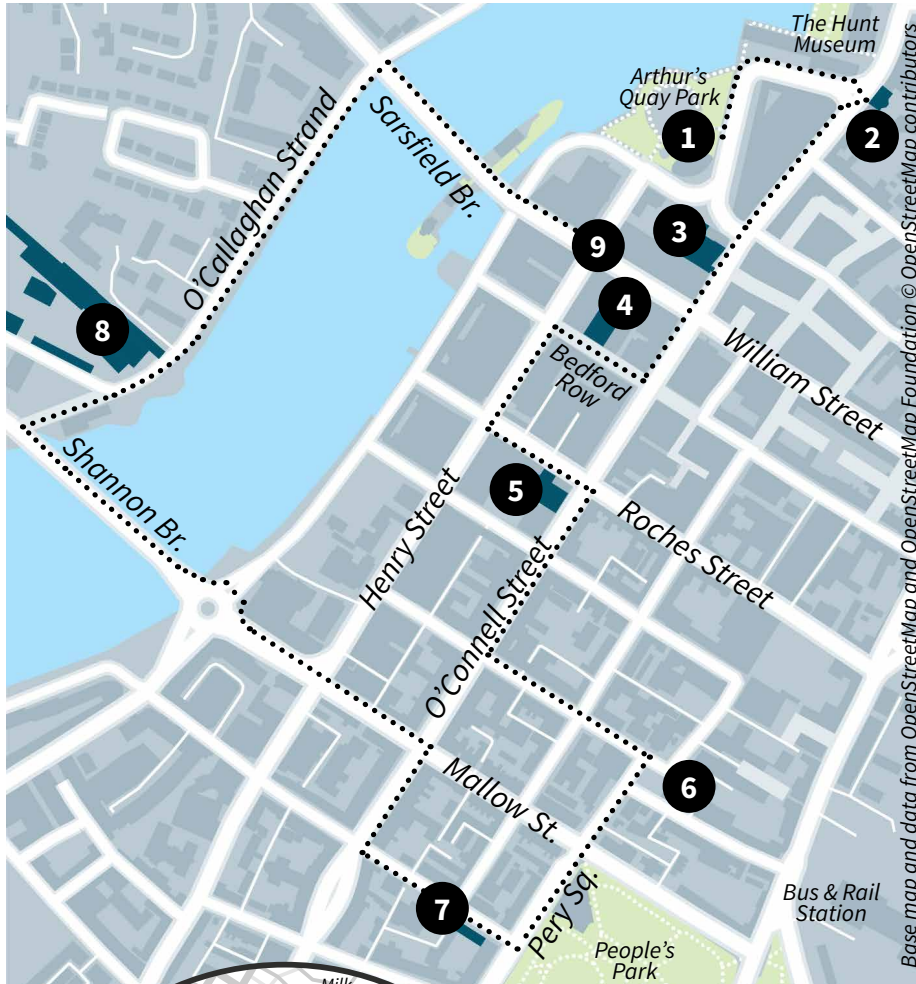 The Hunt
Museum
Arthur's
Quay Park
1
2
Sarsfield Br.
O'Callaghan Strand
3
9
4
8
William Street
Bedford
Row
Shannon Br.
5
Henry Street
Roches Street
O'Connell Street
6
Mallow St.
7
Pery Sq.
Bus & Rail
Station
People's
Park
Milk
Base map and data from OpenStreetMap and OpenStreetMap Foundation © OpenStreetMap contributors